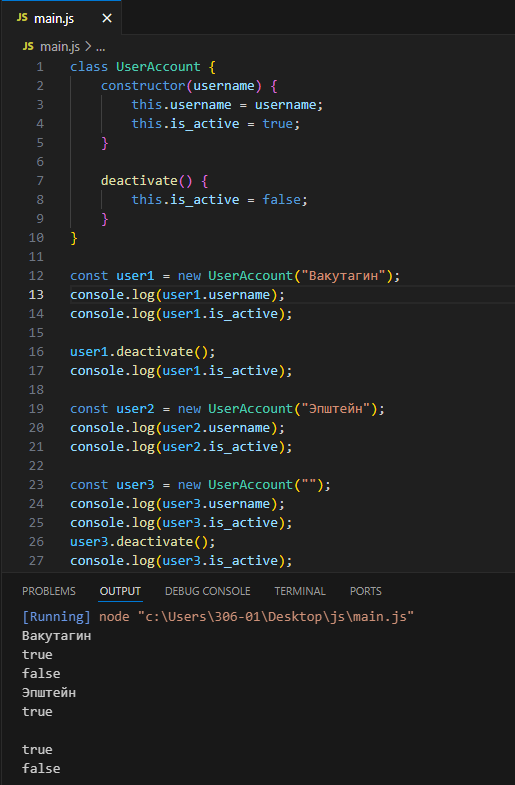 JS main.js ×
JS main.js > ...
1 class UserAccount {
2     constructor(username) {
3         this.username = username;
4         this.is_active = true;
5     }
6
7     deactivate() {
8         this.is_active = false;
9     }
10 }
11
12 const user1 = new UserAccount("Вакутагин");
13 console.log(user1.username);
14 console.log(user1.is_active);
15
16 user1.deactivate();
17 console.log(user1.is_active);
18
19 const user2 = new UserAccount("Эпштейн");
20 console.log(user2.username);
21 console.log(user2.is_active);
22
23 const user3 = new UserAccount("");
24 console.log(user3.username);
25 console.log(user3.is_active);
26 user3.deactivate();
27 console.log(user3.is_active);
PROBLEMS OUTPUT DEBUG CONSOLE TERMINAL PORTS
[Running] node "c:\Users\306-01\Desktop\js\main.js"
Вакутагин
true
false
Эпштейн
true

true
false